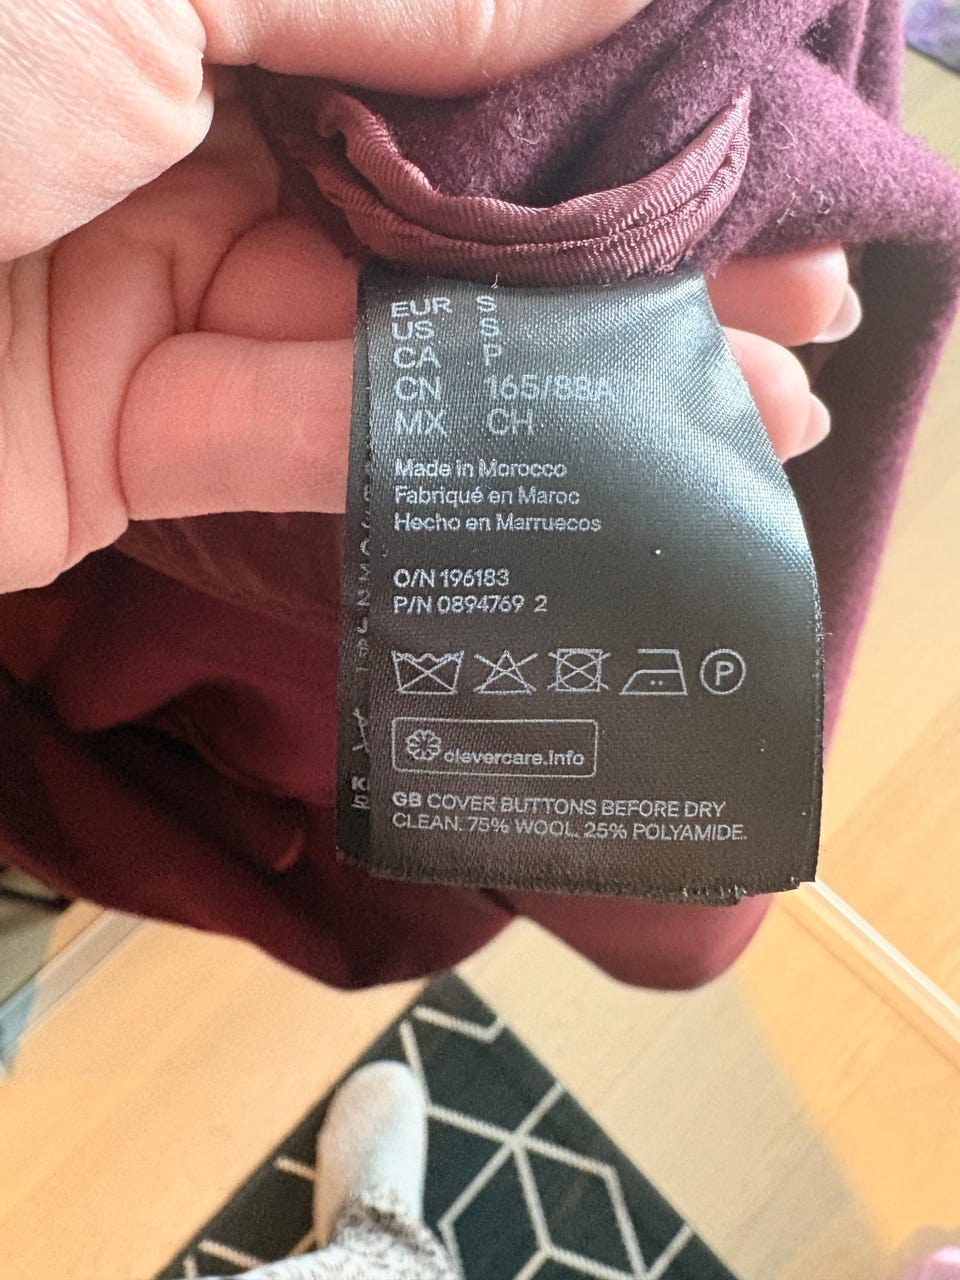 EUR S
US S
CA P
CN 165/88A
MX CH
Made in Morocco
Fabriqué en Maroc
Hecho en Marruecos
O/N 196183
P/N 0894769 2
P
clevercare.info
GB COVER BUTTONS BEFORE DRY
CLEAN. 75% WOOL, 25% POLYAMIDE.